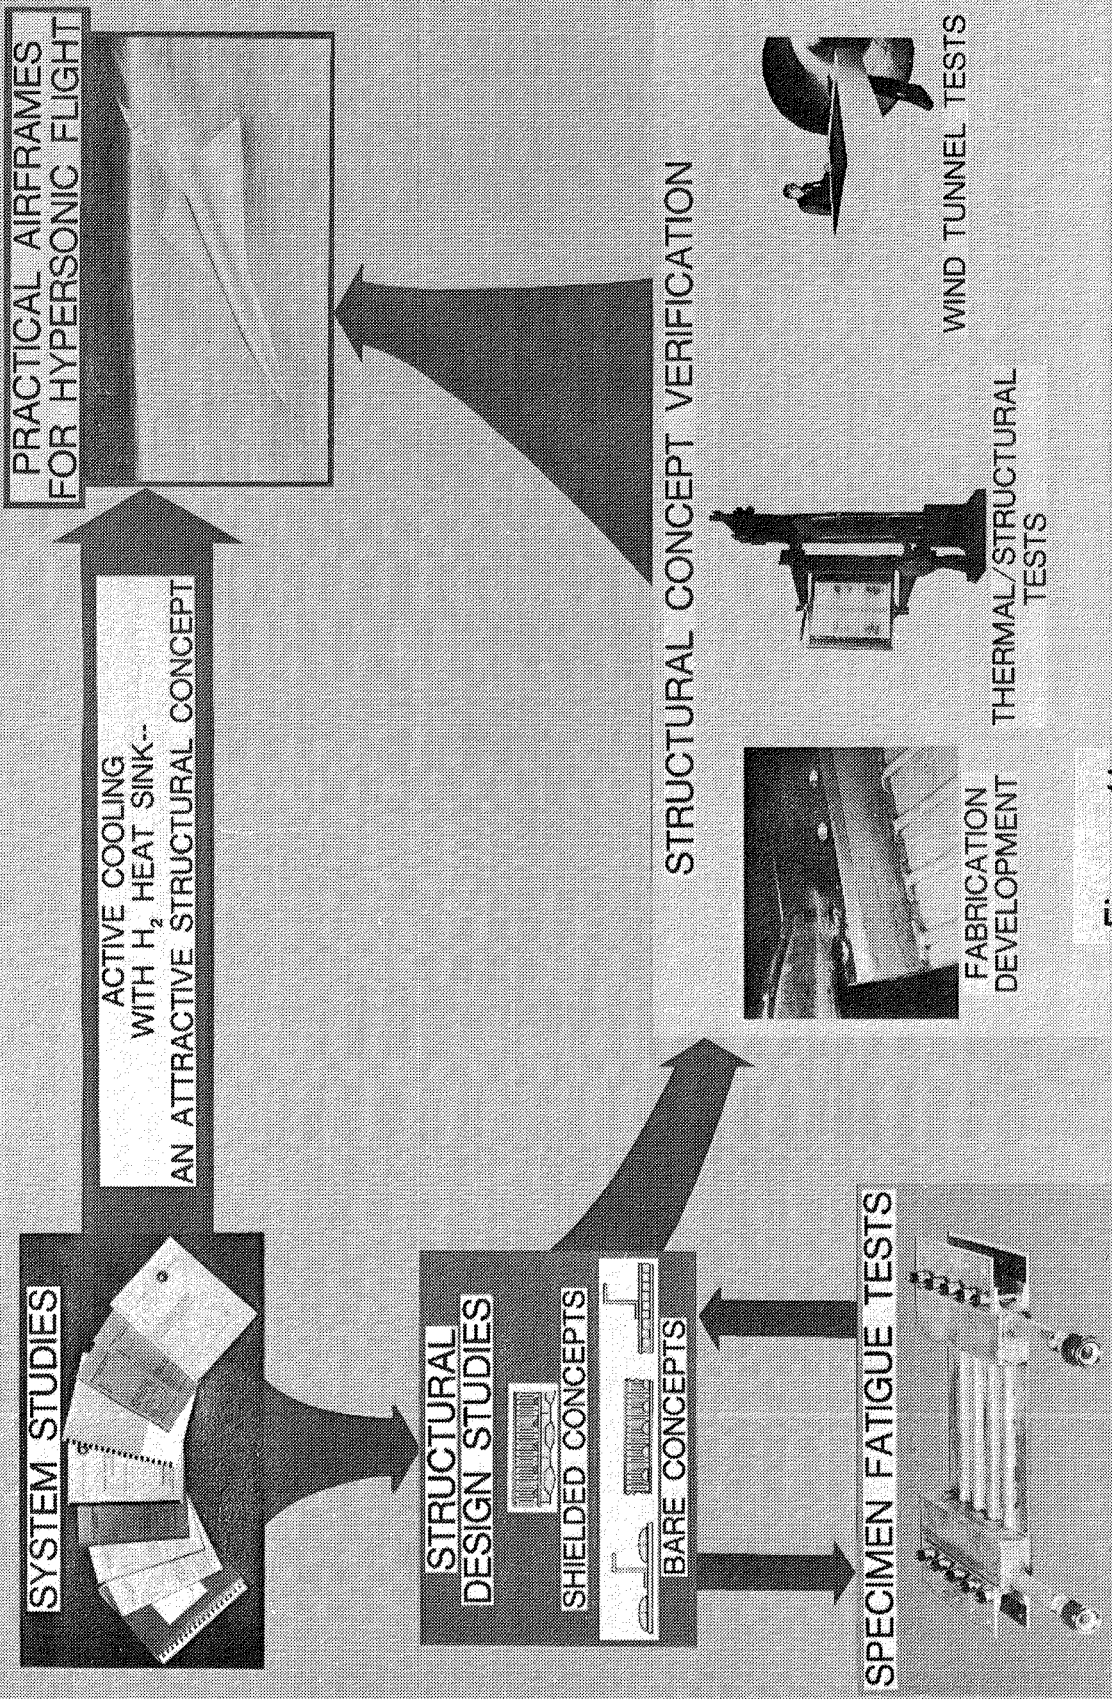 SYSTEM STUDIES
ACTIVE COOLING
WITH H₂ HEAT SINK--
AN ATTRACTIVE STRUCTURAL CONCEPT
PRACTICAL AIRFRAMES
FOR HYPERSONIC FLIGHT
STRUCTURAL
DESIGN STUDIES
SHIELDED CONCEPTS
BARE CONCEPTS
SPECIMEN FATIGUE TESTS
STRUCTURAL CONCEPT VERIFICATION
FABRICATION
DEVELOPMENT
THERMAL/STRUCTURAL
TESTS
WIND TUNNEL TESTS